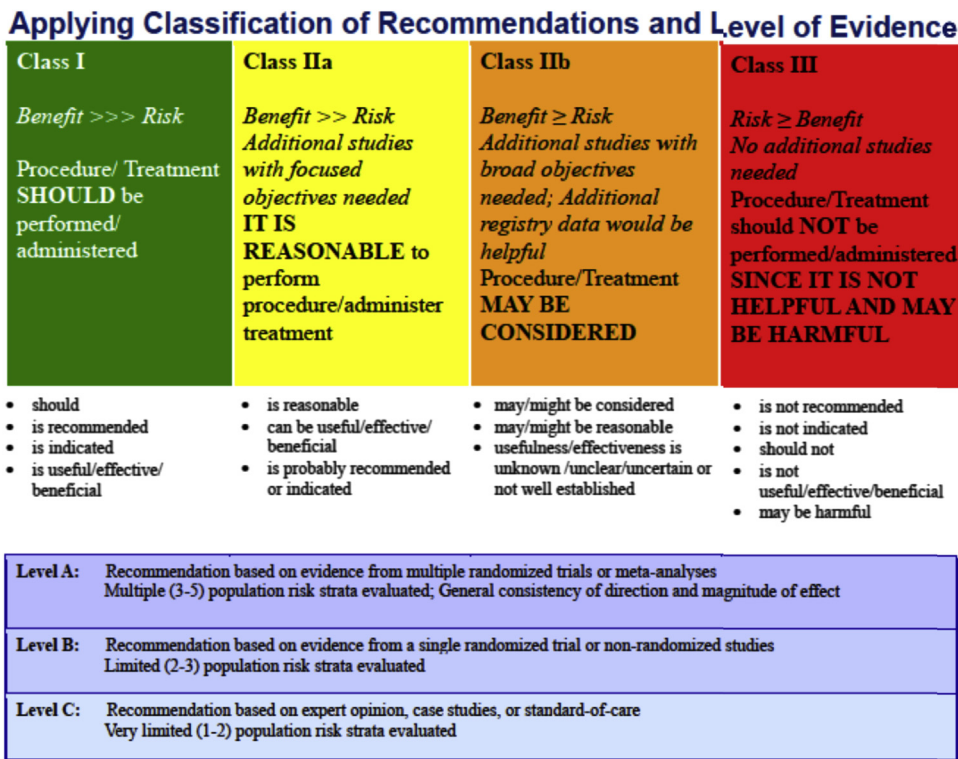 Applying Classification of Recommendations and Level of Evidence
Class I
Benefit >>> Risk
Procedure/ Treatment
SHOULD be
performed/
administered
Class IIa
Benefit >> Risk
Additional studies
with focused
objectives needed
IT IS
REASONABLE to
perform
procedure/administer
treatment
Class IIb
Benefit ≥ Risk
Additional studies with
broad objectives
needed; Additional
registry data would be
helpful
Procedure/Treatment
MAY BE
CONSIDERED
Class III
Risk ≥ Benefit
No additional studies
needed
Procedure/Treatment
should NOT be
performed/administered
SINCE IT IS NOT
HELPFUL AND MAY
BE HARMFUL
• should
• is recommended
• is indicated
• is useful/effective/
beneficial
• is reasonable
• can be useful/effective/
beneficial
• is probably recommended
or indicated
• may/might be considered
• may/might be reasonable
• usefulness/effectiveness is
unknown /unclear/uncertain or
not well established
• is not recommended
• is not indicated
• should not
• is not
useful/effective/beneficial
• may be harmful
Level A: Recommendation based on evidence from multiple randomized trials or meta-analyses
Multiple (3-5) population risk strata evaluated; General consistency of direction and magnitude of effect
Level B: Recommendation based on evidence from a single randomized trial or non-randomized studies
Limited (2-3) population risk strata evaluated
Level C: Recommendation based on expert opinion, case studies, or standard-of-care
Very limited (1-2) population risk strata evaluated